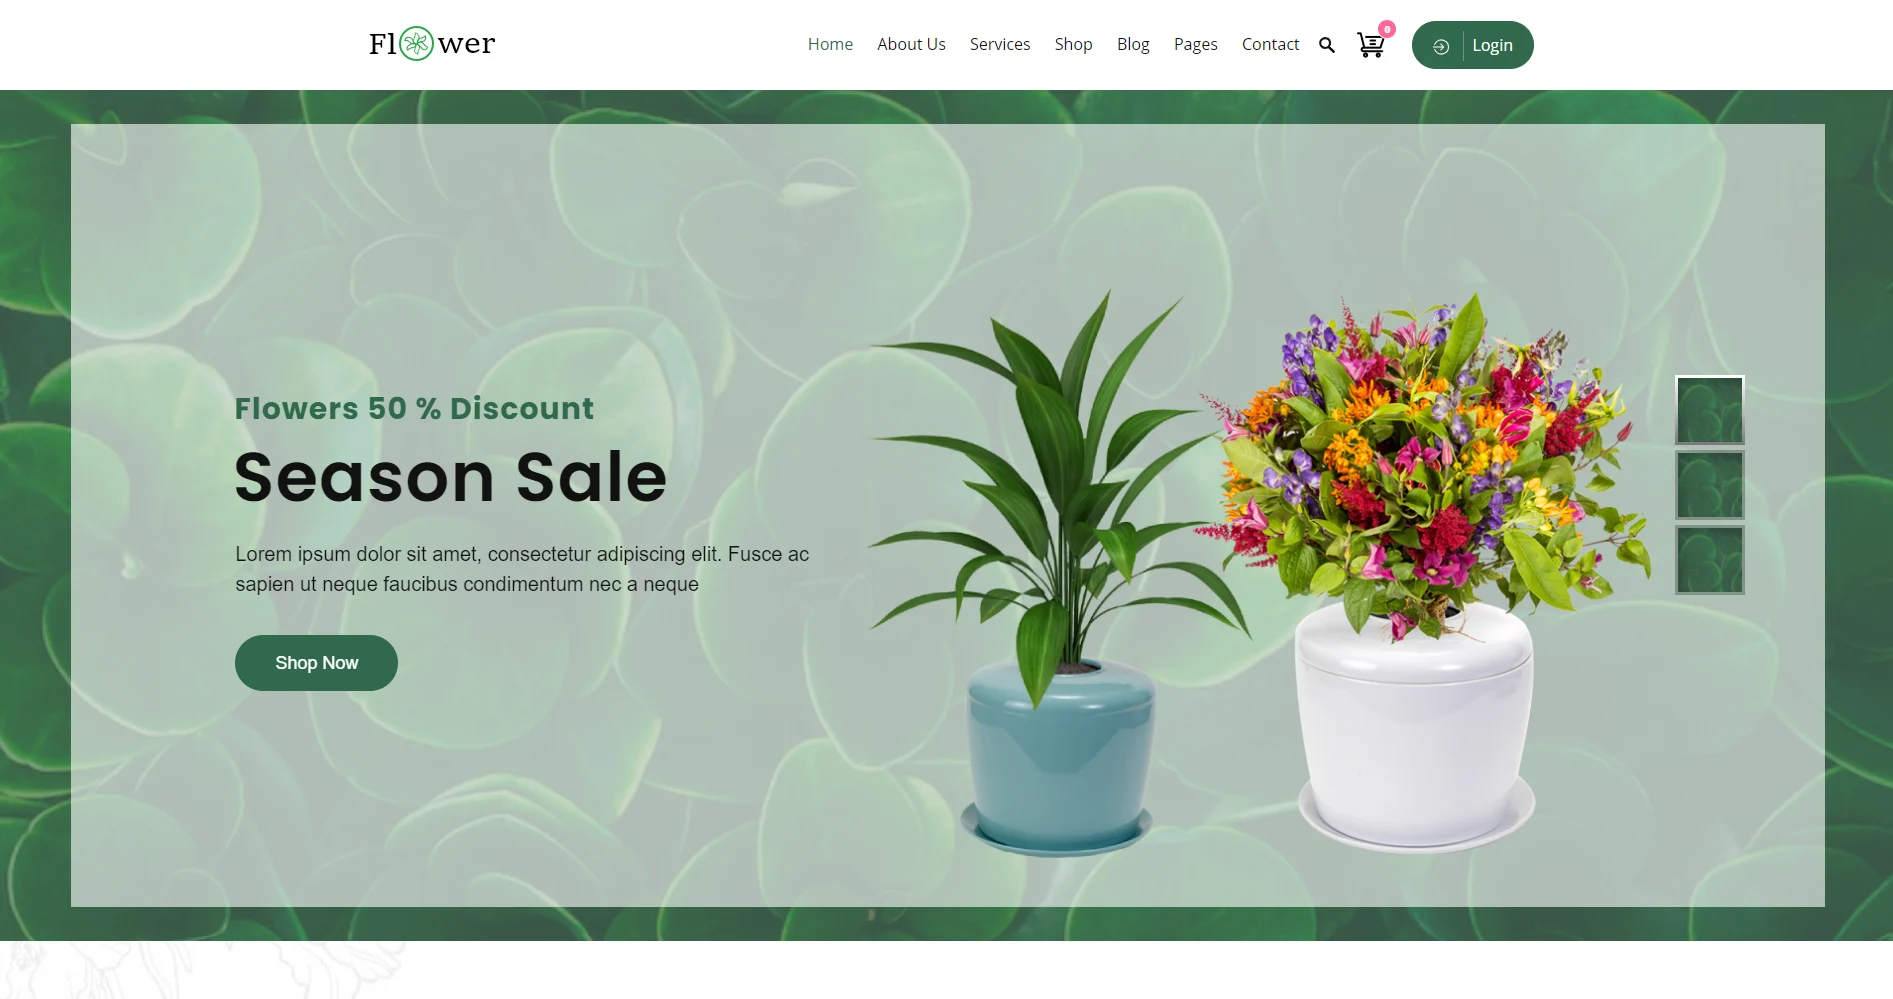 Flower
Home About Us Services Shop Blog Pages Contact 0 Login
Flowers 50 % Discount
Season Sale
Lorem ipsum dolor sit amet, consectetur adipiscing elit. Fusce ac
sapien ut neque faucibus condimentum nec a neque
Shop Now